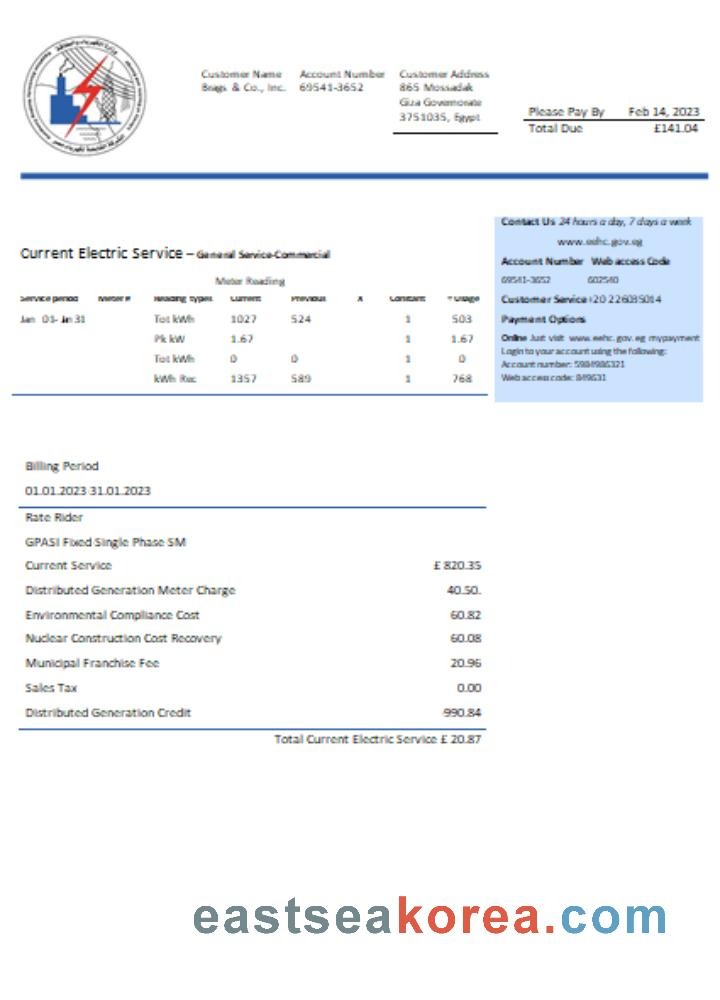 Customer Name Account Number Customer Address
Brags & Co., Inc. 69541-3652 865 Mossadak
Giza Governorate
3751035, Egypt
Please Pay By Feb 14, 2023
Total Due £141.04
Contact Us 24 hours a day, 7 days a week
www.eehc.gov.eg
Account Number Web access Code
69541-3652 602540
Customer Service +20 226035014
Payment Options
Online Just visit www.eehc.gov.eg mypayment
Login to your account using the following:
Account number: 5984986321
Web access code: 849631
Current Electric Service – General Service-Commercial
Meter Reading
Service period Meter # Reading types Current Previous X Constant = Usage
Jan 01- Jn 31 Tot kWh 1027 524 1 503
Pk kW 1.67 1 1.67
Tot kWh 0 0 1 0
kWh Rec 1357 589 1 768
Billing Period
01.01.2023-31.01.2023
Rate Rider
GPASI Fixed Single Phase SM
Current Service £ 820.35
Distributed Generation Meter Charge 40.50.
Environmental Compliance Cost 60.82
Nuclear Construction Cost Recovery 60.08
Municipal Franchise Fee 20.96
Sales Tax 0.00
Distributed Generation Credit -990.84
Total Current Electric Service £ 20.87
eastseakorea.com